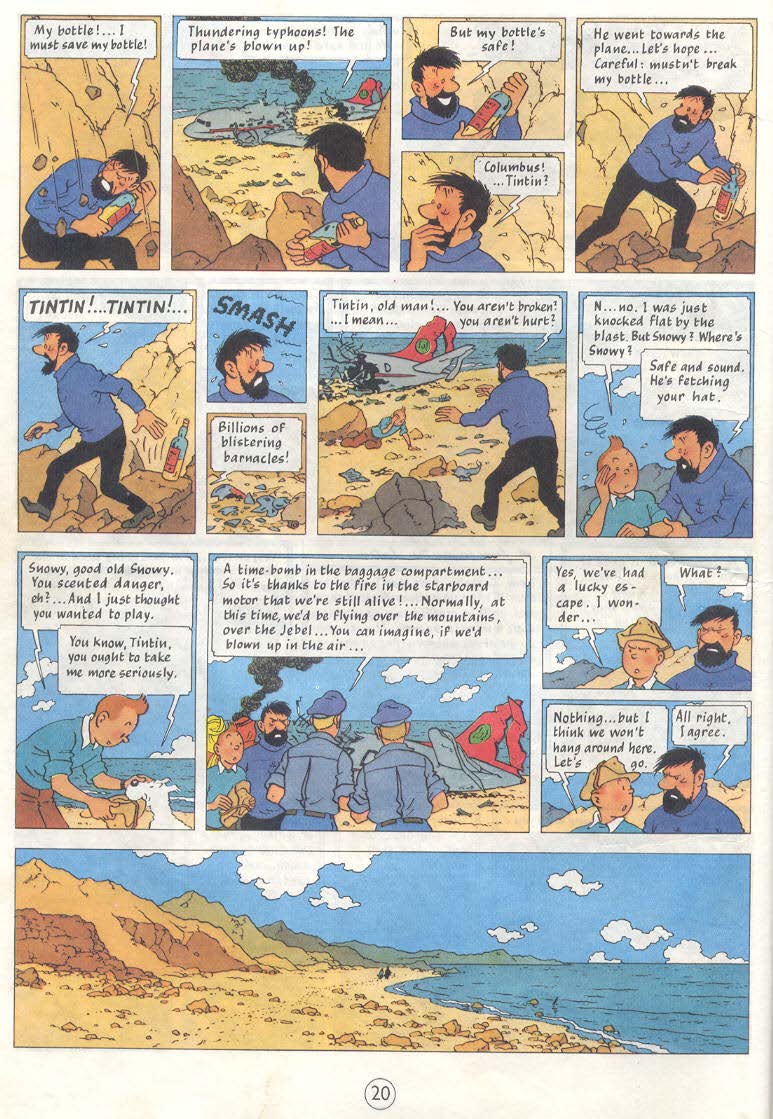 My bottle!... I
must save my bottle!
Thundering typhoons! The
plane's blown up!
But my bottle's
safe!
Columbus!
...Tintin?
He went towards the
plane... Let's hope...
Careful: mustn't break
my bottle...
TINTIN!...TINTIN!...
SMASH
Billions of
blistering
barnacles!
Tintin, old man!... You aren't broken?
...I mean... you aren't hurt?
N... no. I was just
knocked flat by the
blast. But Snowy? Where's
Snowy?
Safe and sound.
He's fetching
your hat.
Snowy, good old Snowy.
You scented danger,
eh?...And I just thought
you wanted to play.
You know, Tintin,
you ought to take
me more seriously.
A time-bomb in the baggage compartment...
So it's thanks to the fire in the starboard
motor that we're still alive!...Normally, at
this time, we'd be flying over the mountains,
over the Jebel...You can imagine, if we'd
blown up in the air...
Yes, we've had
a lucky es-
cape. I won-
der...
What?
Nothing...but I
think we won't
hang around here.
Let's go.
All right,
I agree.
20